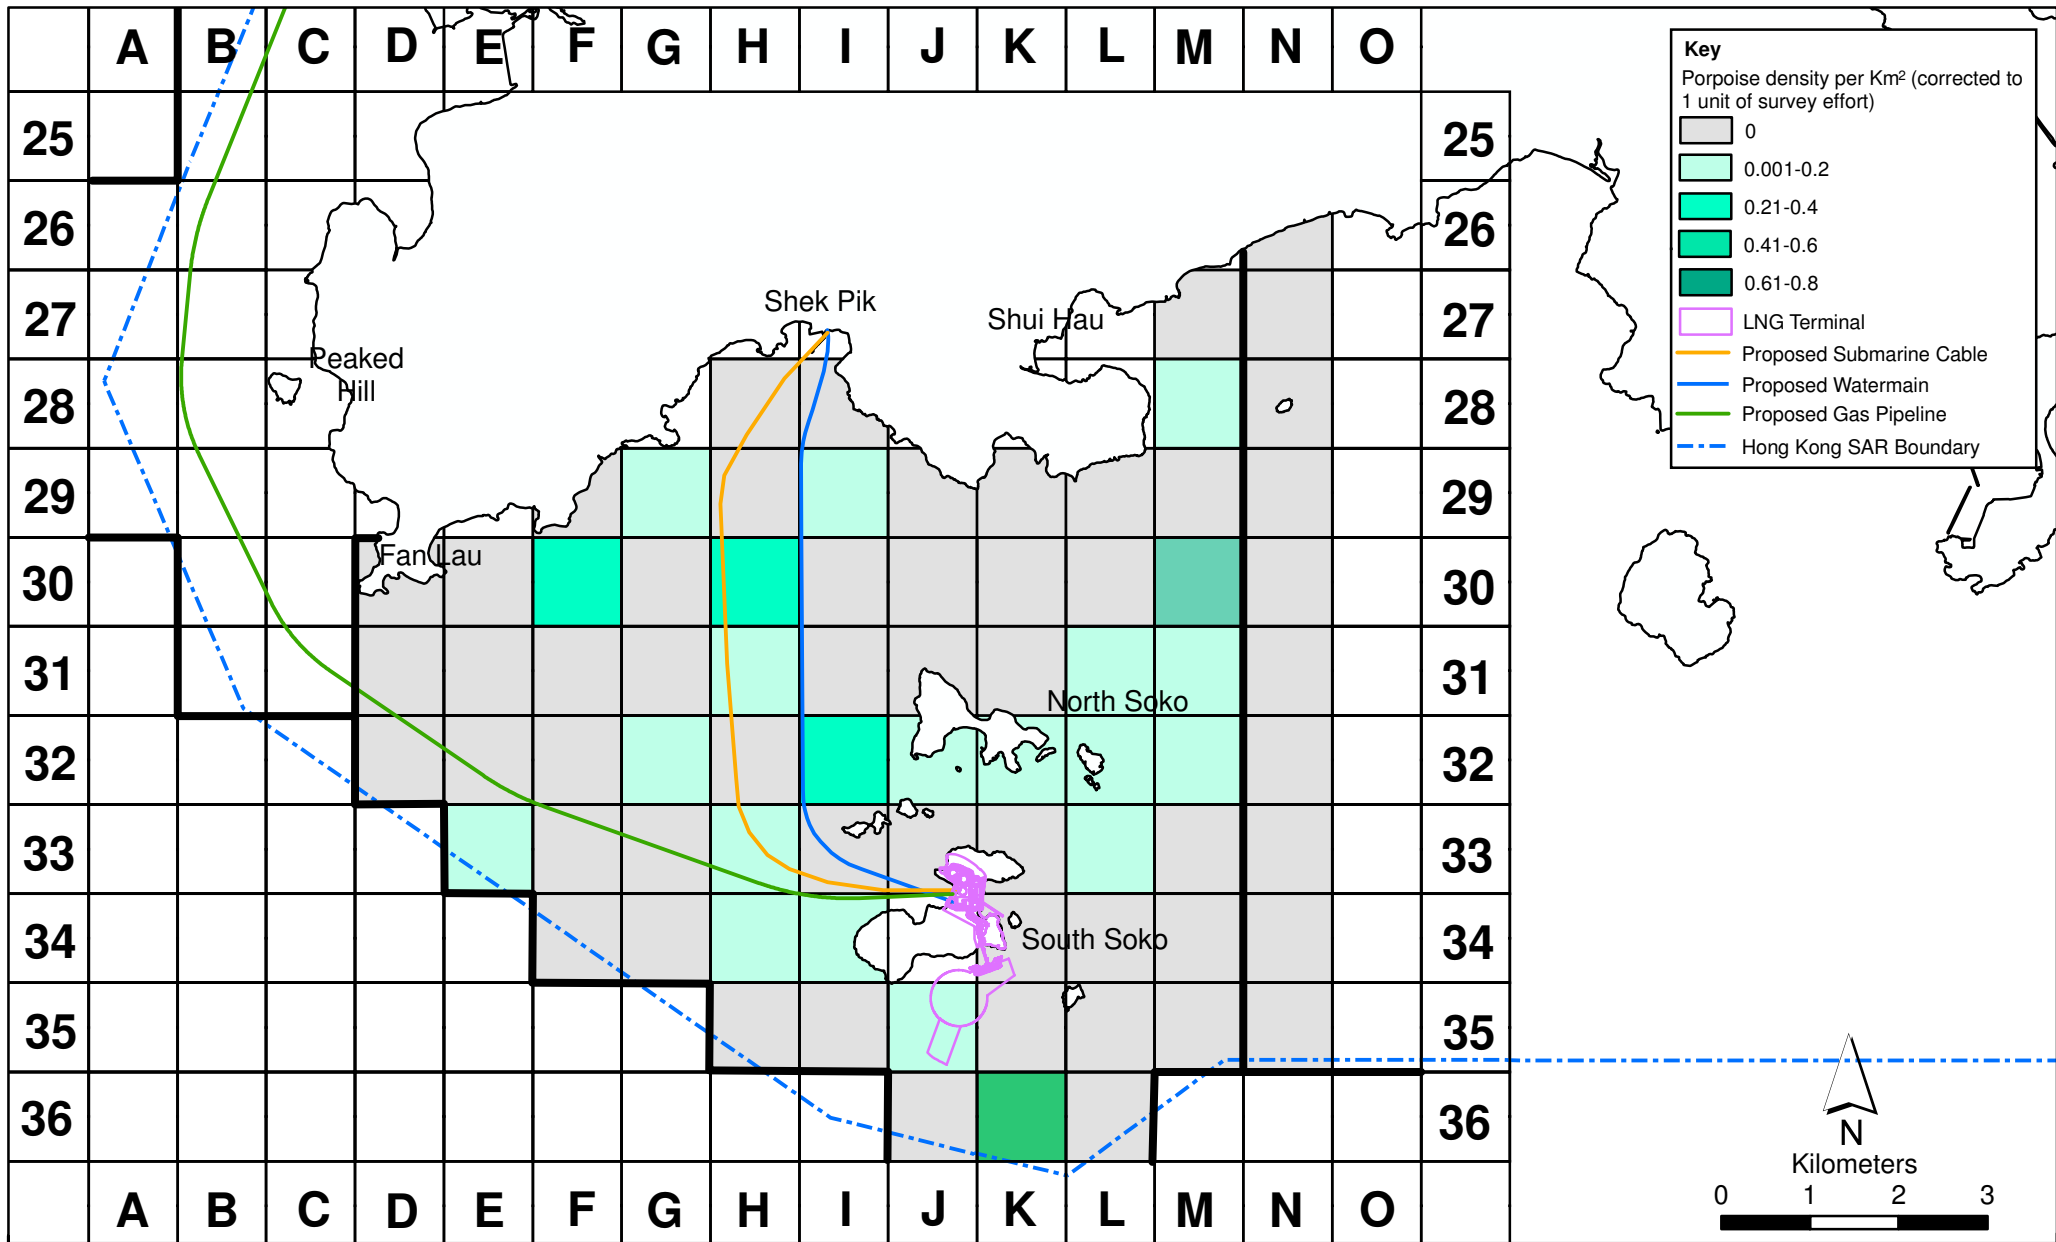 A B C D E F G H I J K L M N O
Key
Porpoise density per Km² (corrected to
1 unit of survey effort)
0
0.001-0.2
0.21-0.4
0.41-0.6
0.61-0.8
LNG Terminal
Proposed Submarine Cable
Proposed Watermain
Proposed Gas Pipeline
Hong Kong SAR Boundary
25 25
26 26
27 Shek Pik Shui Hau 27
Peaked
Hill
28 28
29 29
Fan Lau
30 30
31 31
North Soko
32 32
33 33
34 South Soko 34
35 35
36 36
A B C D E F G H I J K L M N O
N
Kilometers
0 1 2 3